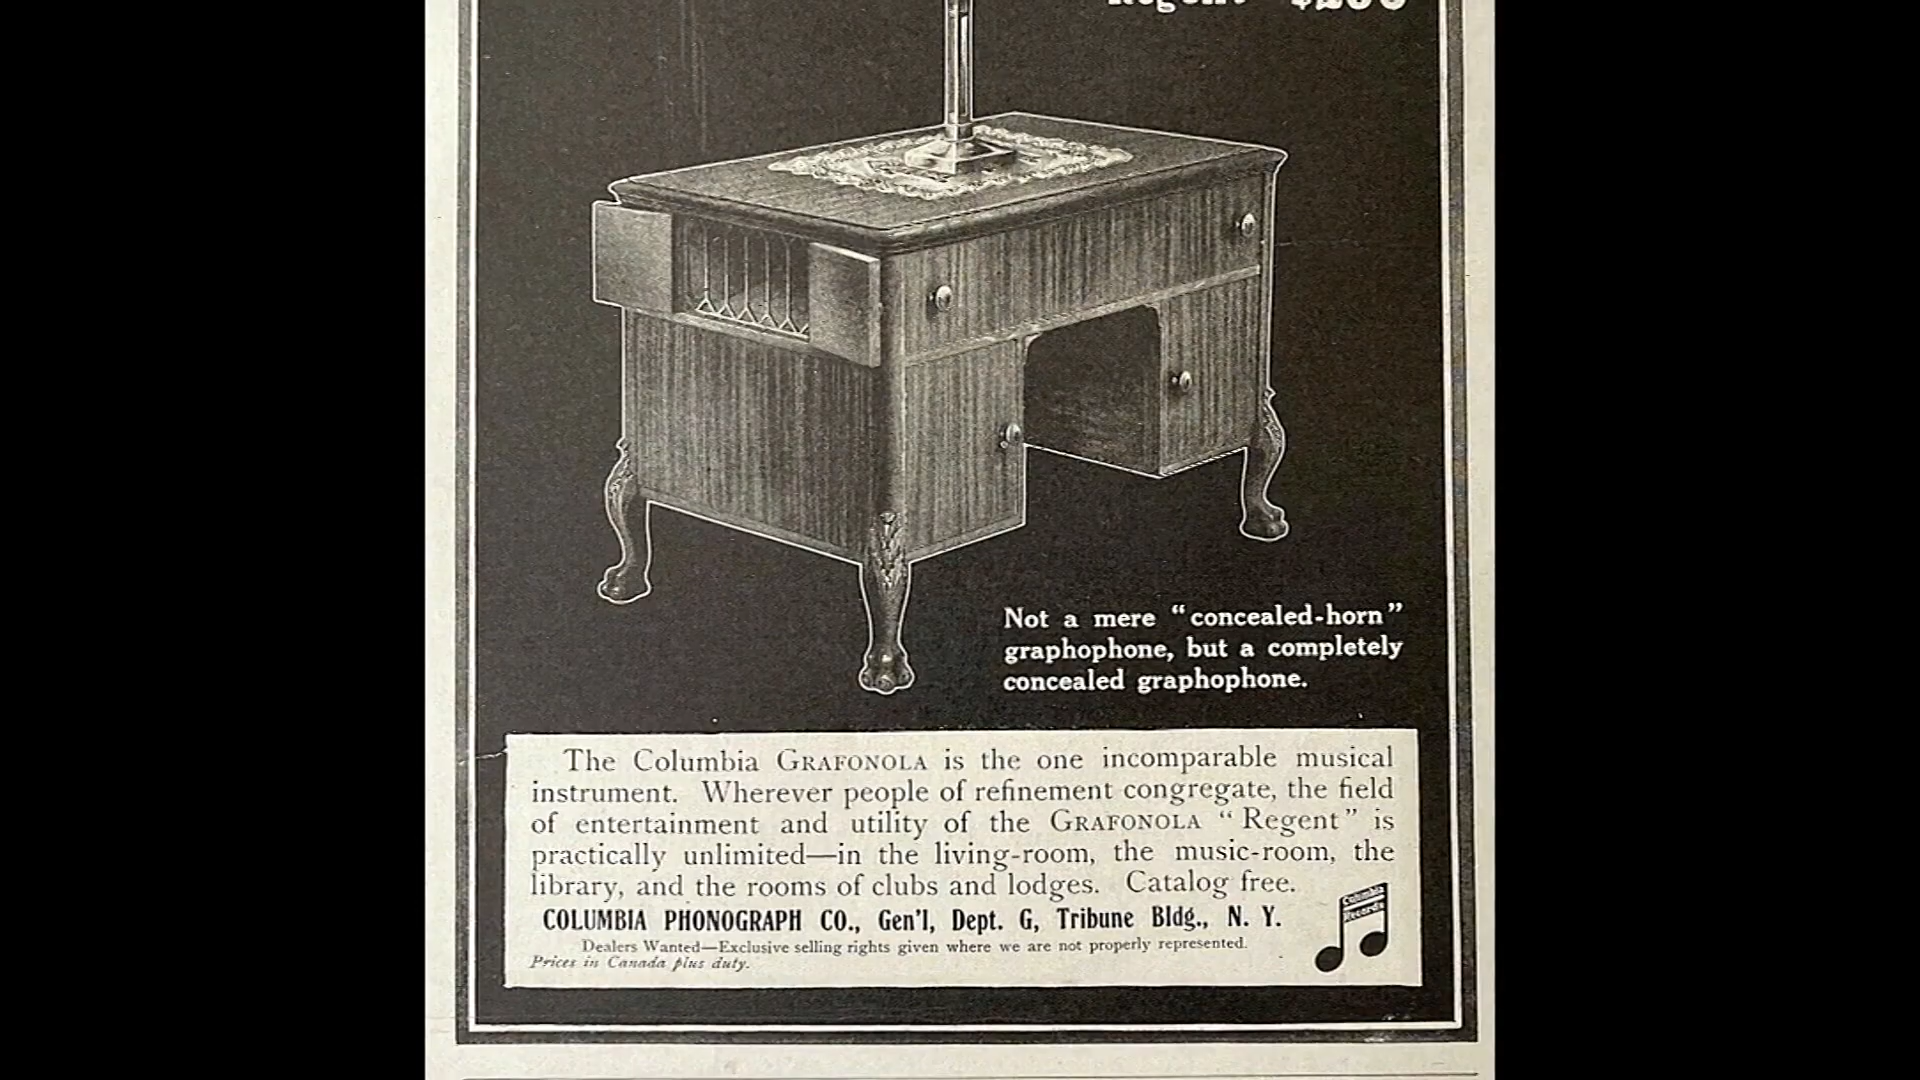 Regent
Not a mere “concealed-horn”
graphophone, but a completely
concealed graphophone.
The Columbia GRAFONOLA is the one incomparable musical
instrument. Wherever people of refinement congregate, the field
of entertainment and utility of the GRAFONOLA “Regent” is
practically unlimited—in the living-room, the music-room, the
library, and the rooms of clubs and lodges. Catalog free.
Columbia
Records
COLUMBIA PHONOGRAPH CO., Gen'l, Dept. G, Tribune Bldg., N. Y.
Dealers Wanted—Exclusive selling rights given where we are not properly represented.
Prices in Canada plus duty.